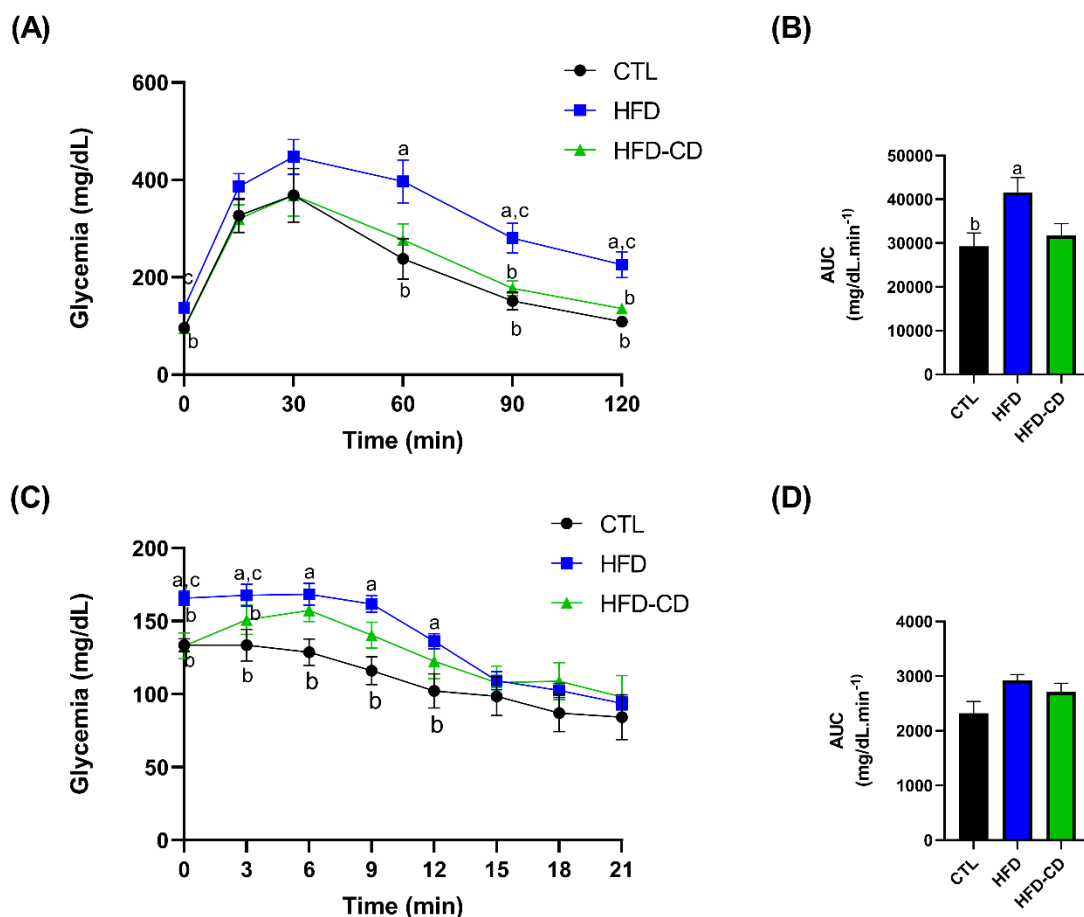 (A)
600
400
200
0
Glycemia (mg/dL)
0 30 60 90 120
Time (min)
CTL
HFD
HFD-CD
c
b
a
b
a,c
b
b
a,c
b
b
(B)
50000
40000
30000
20000
10000
0
AUC
(mg/dL.min⁻¹)
b
a
CTL HFD HFD-CD
(C)
200
150
100
50
0
Glycemia (mg/dL)
0 3 6 9 12 15 18 21
Time (min)
CTL
HFD
HFD-CD
a,c
b
b
a,c
b
b
a
b
a
b
a
b
(D)
4000
3000
2000
1000
0
AUC
(mg/dL.min⁻¹)
CTL HFD HFD-CD